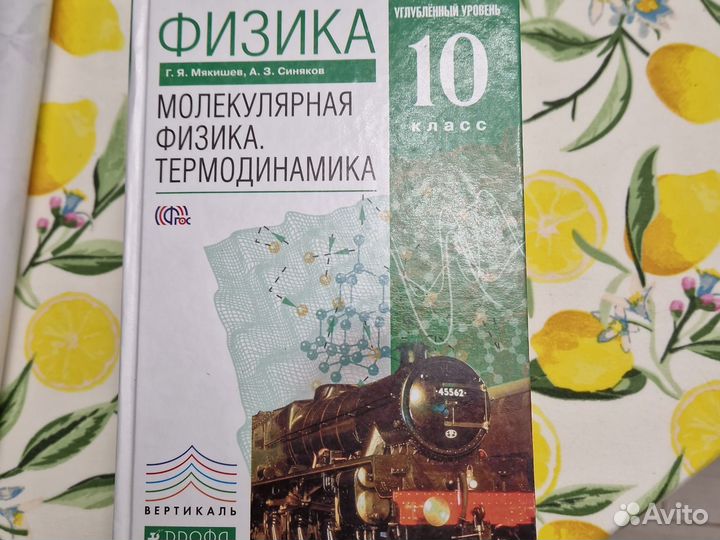 ФИЗИКА
УГЛУБЛЁННЫЙ УРОВЕНЬ
Г. Я. Мякишев, А. З. Синяков
10
класс
МОЛЕКУЛЯРНАЯ
ФИЗИКА.
ТЕРМОДИНАМИКА
ФГОС
45562
ВЕРТИКАЛЬ
ДРОФА
Avito